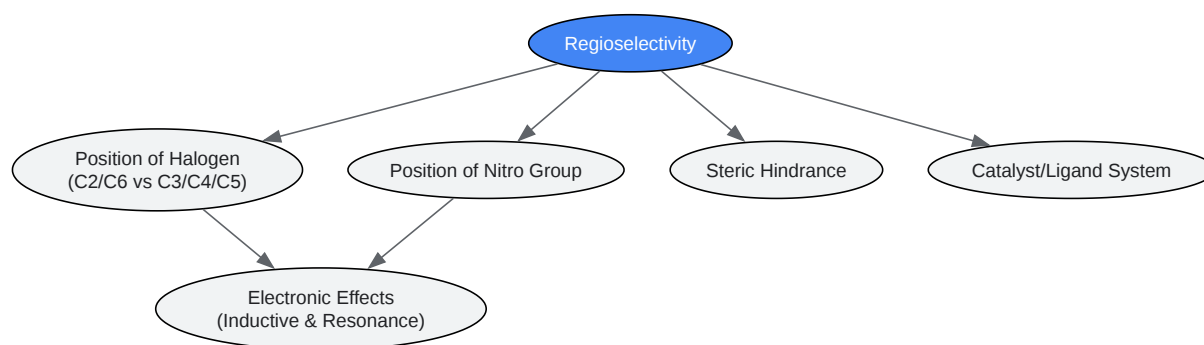 Regioselectivity
Position of Halogen
(C2/C6 vs C3/C4/C5)
Position of Nitro Group
Steric Hindrance
Catalyst/Ligand System
Electronic Effects
(Inductive & Resonance)